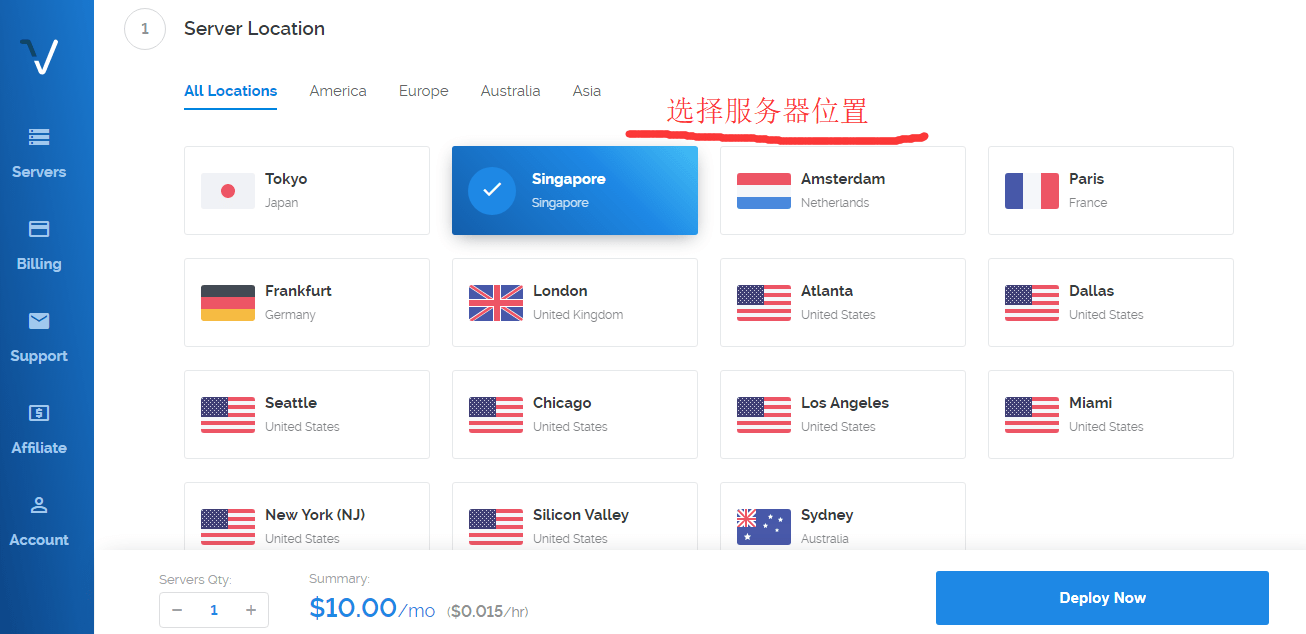 1 Server Location
All Locations America Europe Australia Asia
选择服务器位置
Tokyo
Japan
Singapore
Singapore
Amsterdam
Netherlands
Paris
France
Frankfurt
Germany
London
United Kingdom
Atlanta
United States
Dallas
United States
Seattle
United States
Chicago
United States
Los Angeles
United States
Miami
United States
New York (NJ)
United States
Silicon Valley
United States
Sydney
Australia
Servers
Billing
Support
Affiliate
Account
Servers Qty:
− 1 +
Summary:
$10.00/mo ($0.015/hr)
Deploy Now